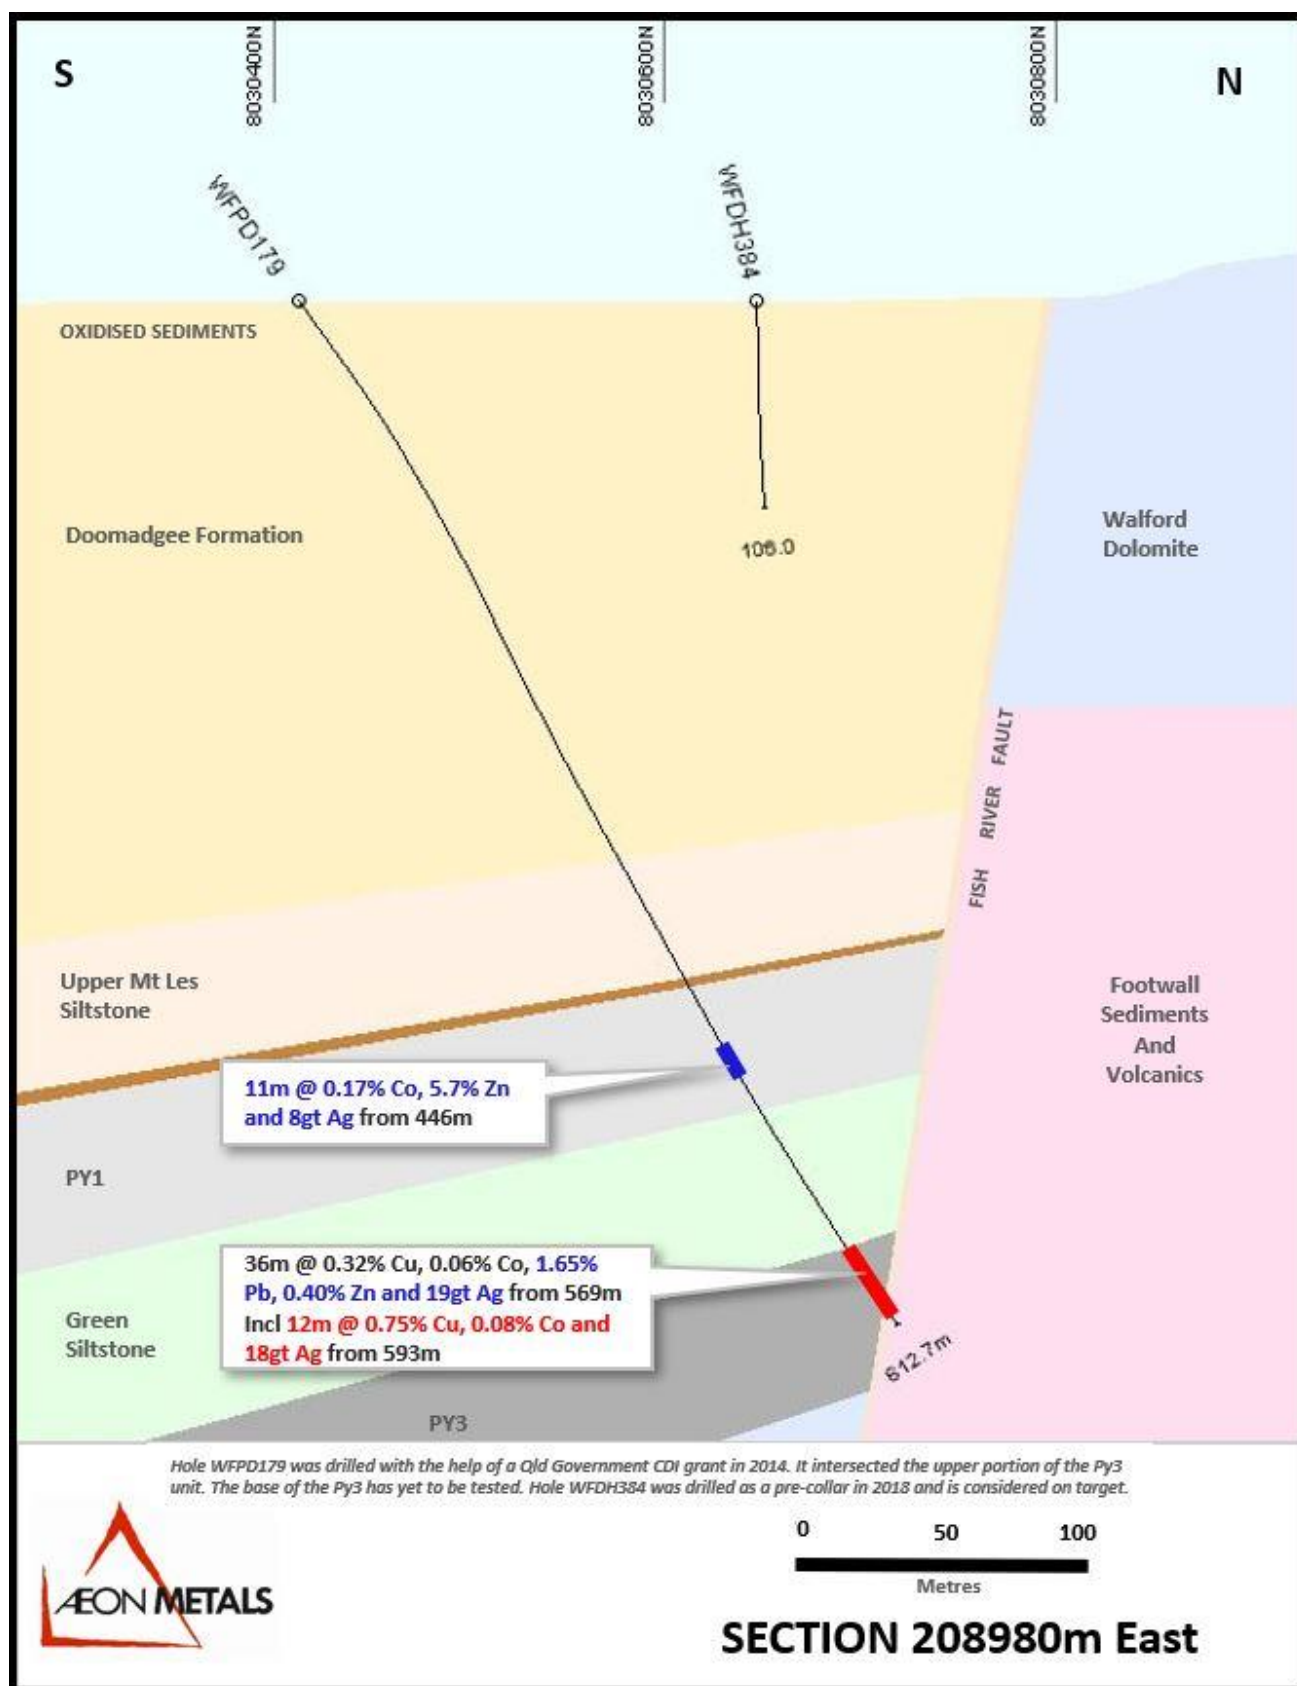 S
8030400N
8030600N
8030800N
N
WFPD179
WFDH384
OXIDISED SEDIMENTS
Doomadgee Formation
106.0
Walford
Dolomite
FISH RIVER FAULT
Upper Mt Les
Siltstone
Footwall
Sediments
And
Volcanics
11m @ 0.17% Co, 5.7% Zn
and 8gt Ag from 446m
PY1
36m @ 0.32% Cu, 0.06% Co, 1.65%
Pb, 0.40% Zn and 19gt Ag from 569m
Incl 12m @ 0.75% Cu, 0.08% Co and
18gt Ag from 593m
Green
Siltstone
612.7m
PY3
Hole WFPD179 was drilled with the help of a Qld Government CDI grant in 2014. It intersected the upper portion of the Py3
unit. The base of the Py3 has yet to be tested. Hole WFDH384 was drilled as a pre-collar in 2018 and is considered on target.
0 50 100
Metres
ÆON METALS
SECTION 208980m East